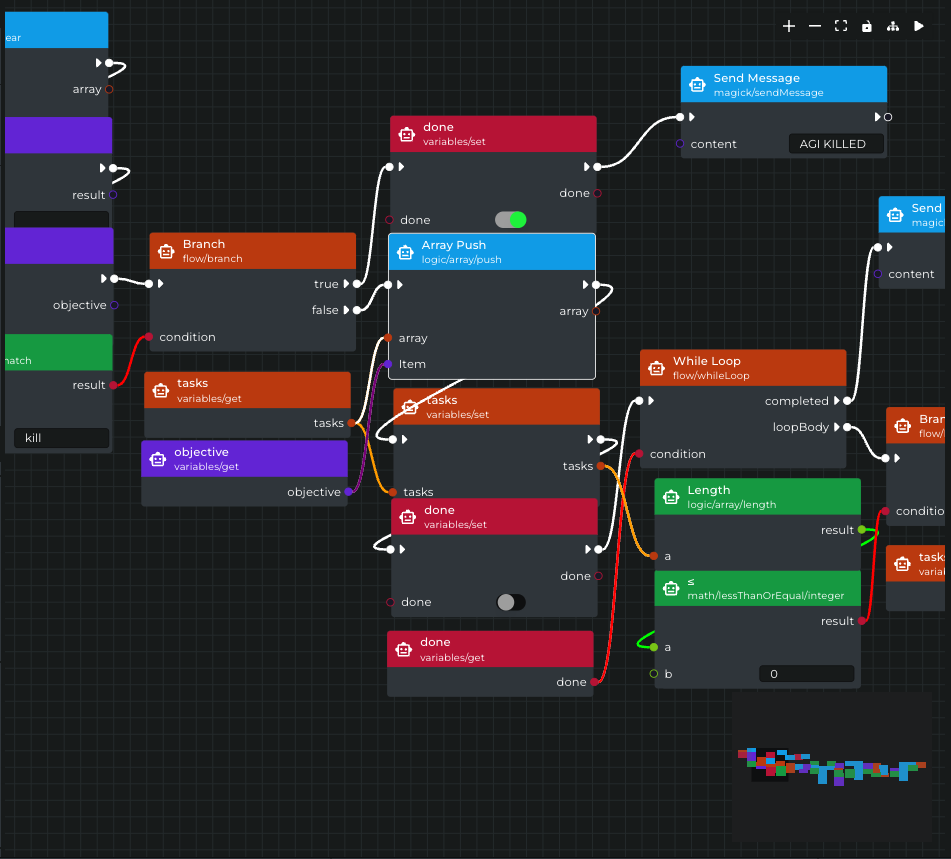 ear
array
result
objective
natch
result
kill
Branch
flow/branch
true
false
condition
tasks
variables/get
tasks
objective
variables/get
objective
done
variables/set
done
done
Array Push
logic/array/push
array
array
Item
tasks
variables/set
tasks
tasks
done
variables/set
done
done
done
variables/get
done
Send Message
magick/sendMessage
content
AGI KILLED
While Loop
flow/whileLoop
completed
loopBody
condition
Length
logic/array/length
result
a
≤
math/lessThanOrEqual/integer
result
a
b
0
Send
magic
content
Bran
flow/
conditio
task
variab